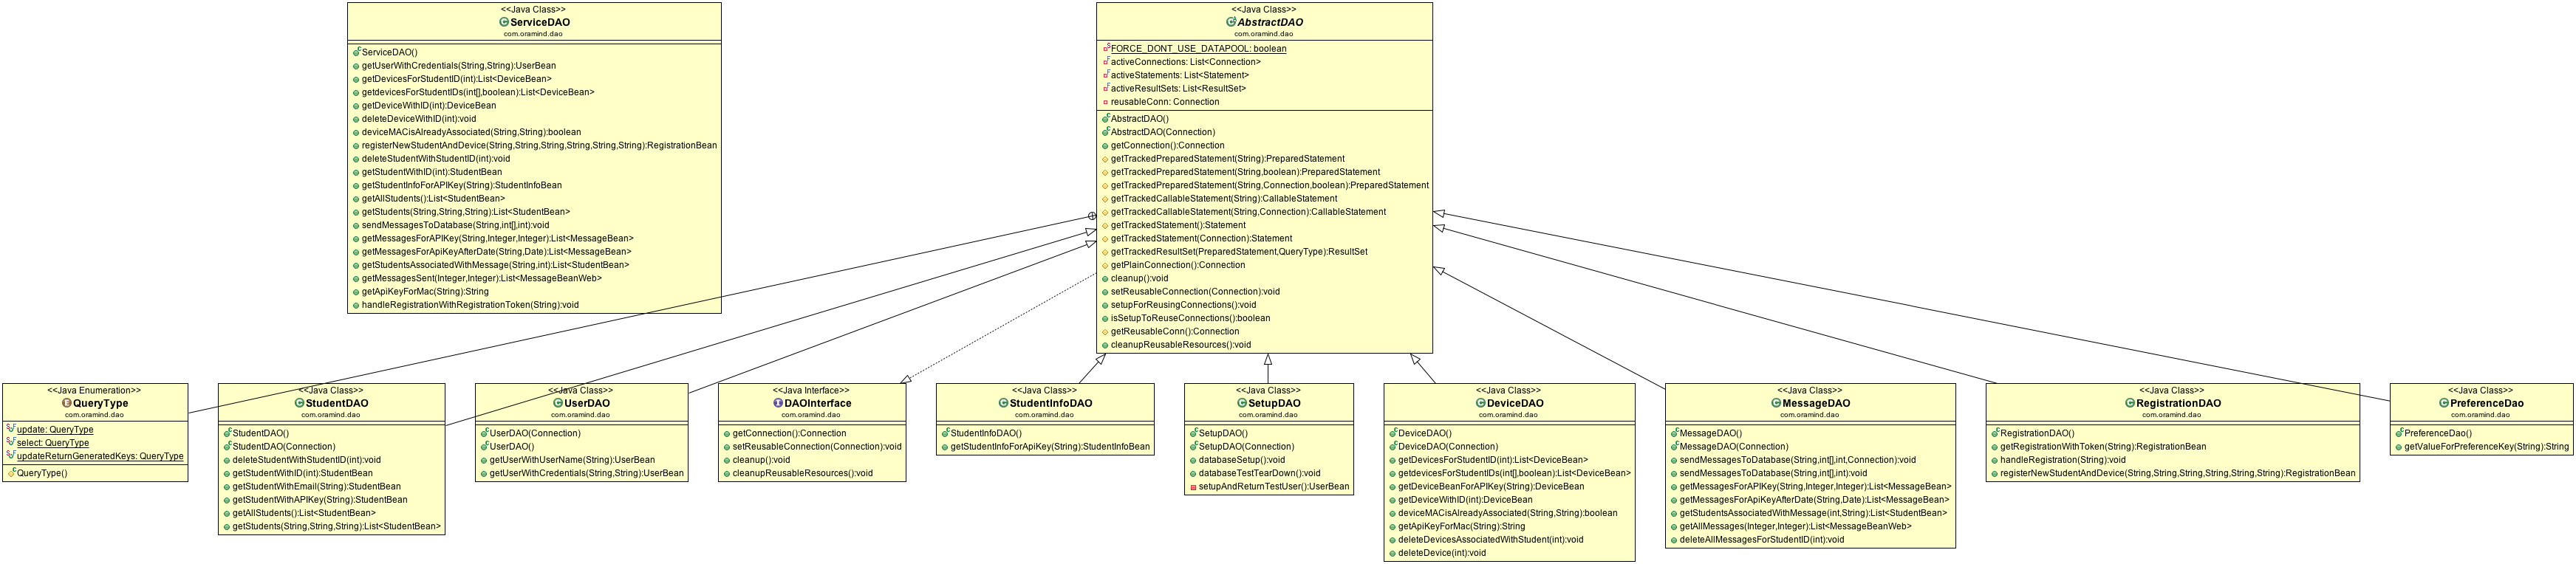 <<Java Class>>
ServiceDAO
com.oramind.dao
ServiceDAO()
getUserWithCredentials(String,String):UserBean
getDevicesForStudentID(int):List<DeviceBean>
getdevicesForStudentIDs(int[],boolean):List<DeviceBean>
getDeviceWithID(int):DeviceBean
deleteDeviceWithID(int):void
deviceMACisAlreadyAssociated(String,String):boolean
registerNewStudentAndDevice(String,String,String,String,String,String):RegistrationBean
deleteStudentWithStudentID(int):void
getStudentWithID(int):StudentBean
getStudentInfoForAPIKey(String):StudentInfoBean
getAllStudents():List<StudentBean>
getStudents(String,String,String):List<StudentBean>
sendMessagesToDatabase(String,int[],int):void
getMessagesForAPIKey(String,Integer,Integer):List<MessageBean>
getMessagesForApiKeyAfterDate(String,Date):List<MessageBean>
getStudentsAssociatedWithMessage(String,int):List<StudentBean>
getMessagesSent(Integer,Integer):List<MessageBeanWeb>
getApiKeyForMac(String):String
handleRegistrationWithRegistrationToken(String):void
<<Java Class>>
AbstractDAO
com.oramind.dao
FORCE_DONT_USE_DATAPOOL: boolean
activeConnections: List<Connection>
activeStatements: List<Statement>
activeResultSets: List<ResultSet>
reusableConn: Connection
AbstractDAO()
AbstractDAO(Connection)
getConnection():Connection
getTrackedPreparedStatement(String):PreparedStatement
getTrackedPreparedStatement(String,boolean):PreparedStatement
getTrackedPreparedStatement(String,Connection,boolean):PreparedStatement
getTrackedCallableStatement(String):CallableStatement
getTrackedCallableStatement(String,Connection):CallableStatement
getTrackedStatement():Statement
getTrackedStatement(Connection):Statement
getTrackedResultSet(PreparedStatement,QueryType):ResultSet
getPlainConnection():Connection
cleanup():void
setReusableConnection(Connection):void
setupForReusingConnections():void
isSetupToReuseConnections():boolean
getReusableConn():Connection
cleanupReusableResources():void
<<Java Enumeration>>
QueryType
com.oramind.dao
update: QueryType
select: QueryType
updateReturnGeneratedKeys: QueryType
QueryType()
<<Java Class>>
StudentDAO
com.oramind.dao
StudentDAO()
StudentDAO(Connection)
deleteStudentWithStudentID(int):void
getStudentWithID(int):StudentBean
getStudentWithEmail(String):StudentBean
getStudentWithAPIKey(String):StudentBean
getAllStudents():List<StudentBean>
getStudents(String,String,String):List<StudentBean>
<<Java Class>>
UserDAO
com.oramind.dao
UserDAO(Connection)
UserDAO()
getUserWithUserName(String):UserBean
getUserWithCredentials(String,String):UserBean
<<Java Interface>>
DAOInterface
com.oramind.dao
getConnection():Connection
setReusableConnection(Connection):void
cleanup():void
cleanupReusableResources():void
<<Java Class>>
StudentInfoDAO
com.oramind.dao
StudentInfoDAO()
getStudentInfoForApiKey(String):StudentInfoBean
<<Java Class>>
SetupDAO
com.oramind.dao
SetupDAO()
SetupDAO(Connection)
databaseSetup():void
databaseTestTearDown():void
setupAndReturnTestUser():UserBean
<<Java Class>>
DeviceDAO
com.oramind.dao
DeviceDAO()
DeviceDAO(Connection)
getDevicesForStudentID(int):List<DeviceBean>
getdevicesForStudentIDs(int[],boolean):List<DeviceBean>
getDeviceBeanForAPIKey(String):DeviceBean
getDeviceWithID(int):DeviceBean
deviceMACisAlreadyAssociated(String,String):boolean
getApiKeyForMac(String):String
deleteDevicesAssociatedWithStudent(int):void
deleteDevice(int):void
<<Java Class>>
MessageDAO
com.oramind.dao
MessageDAO()
MessageDAO(Connection)
sendMessagesToDatabase(String,int[],int,Connection):void
sendMessagesToDatabase(String,int[],int):void
getMessagesForAPIKey(String,Integer,Integer):List<MessageBean>
getMessagesForApiKeyAfterDate(String,Date):List<MessageBean>
getStudentsAssociatedWithMessage(int,String):List<StudentBean>
getAllMessages(Integer,Integer):List<MessageBeanWeb>
deleteAllMessagesForStudentID(int):void
<<Java Class>>
RegistrationDAO
com.oramind.dao
RegistrationDAO()
getRegistrationWithToken(String):RegistrationBean
handleRegistration(String):void
registerNewStudentAndDevice(String,String,String,String,String,String):RegistrationBean
<<Java Class>>
PreferenceDao
com.oramind.dao
PreferenceDao()
getValueForPreferenceKey(String):String